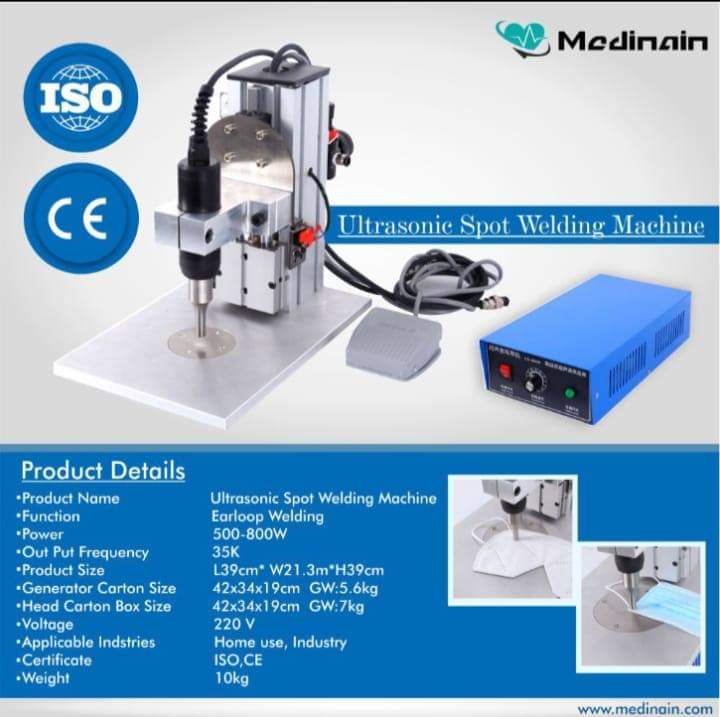 Medinain
ISO
CE
Ultrasonic Spot Welding Machine
Product Details
•Product Name Ultrasonic Spot Welding Machine
•Function Earloop Welding
•Power 500-800W
•Out Put Frequency 35K
•Product Size L39cm* W21.3m*H39cm
•Generator Carton Size 42x34x19cm GW:5.6kg
•Head Carton Box Size 42x34x19cm GW:7kg
•Voltage 220 V
•Applicable Indstries Home use, Industry
•Certificate ISO,CE
•Weight 10kg
www.medinain.com